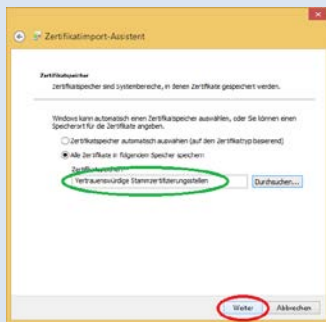 Zertifikatimport-Assistent
Zertifikatspeicher
Zertifikatspeicher sind Systembereiche, in denen Zertifikate gespeichert werden.
Windows kann automatisch einen Zertifikatspeicher auswählen, oder Sie können einen
Speicherort für die Zertifikate angeben.
Zertifikatspeicher automatisch auswählen (auf dem Zertifikattyp basierend)
Alle Zertifikate in folgendem Speicher speichern
Zertifikatspeicher:
Vertrauenswürdige Stammzertifizierungsstellen
Durchsuchen...
Weiter
Abbrechen